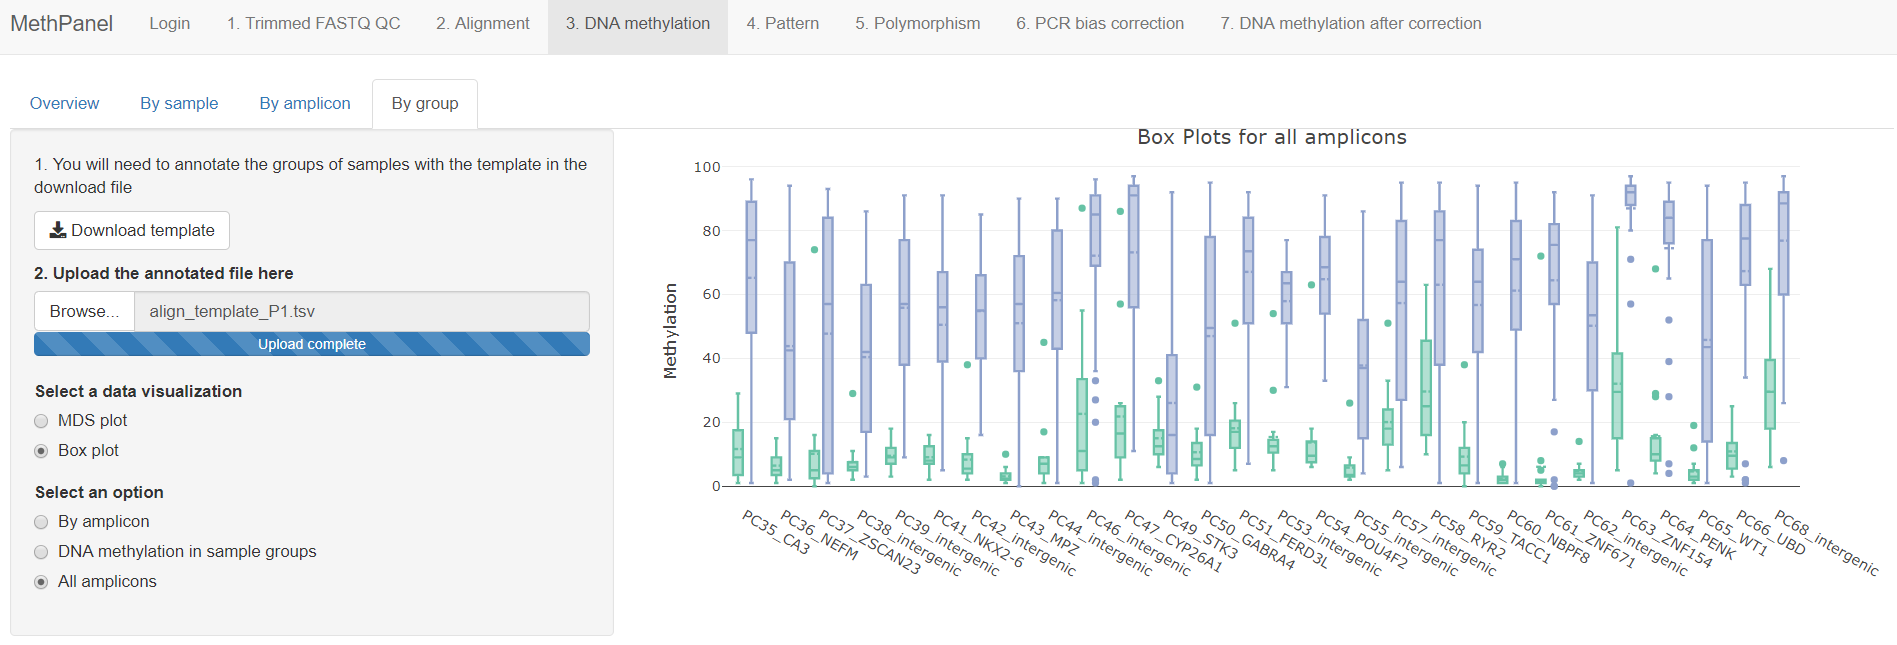 MethPanel Login 1. Trimmed FASTQ QC 2. Alignment 3. DNA methylation 4. Pattern 5. Polymorphism 6. PCR bias correction 7. DNA methylation after correction
Overview By sample By amplicon By group
1. You will need to annotate the groups of samples with the template in the
download file
Download template
2. Upload the annotated file here
Browse... align_template_P1.tsv
Upload complete
Select a data visualization
MDS plot
Box plot
Select an option
By amplicon
DNA methylation in sample groups
All amplicons
Box Plots for all amplicons
Methylation
100
80
60
40
20
0
PC35_CA3
PC36_NEFM
PC37_ZSCAN23
PC38_intergenic
PC39_intergenic
PC41_NKX2-6
PC42_intergenic
PC43_MPZ
PC44_intergenic
PC46_intergenic
PC47_CYP26A1
PC49_STK3
PC50_GABRA4
PC51_FERD3L
PC53_intergenic
PC54_POU4F2
PC55_intergenic
PC57_intergenic
PC58_RYR2
PC59_TACC1
PC60_NBPF8
PC61_ZNF671
PC62_intergenic
PC63_ZNF154
PC64_PENK
PC65_WT1
PC66_UBD
PC68_intergenic